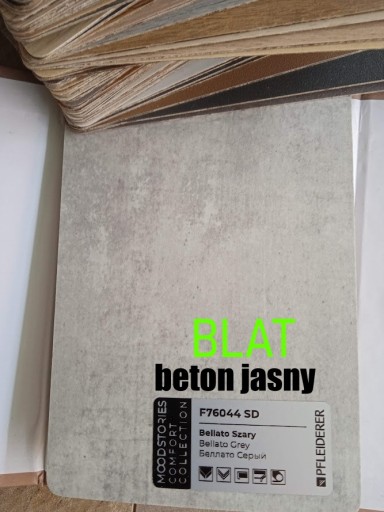 BLAT
beton jasny
MOODSTORIES
COMFORT
COLLECTION
F76044 SD
Bellato Szary
Bellato Grey
Беллато Серый
PFLEIDERER